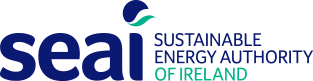 seai
SUSTAINABLE
ENERGY AUTHORITY
OF IRELAND